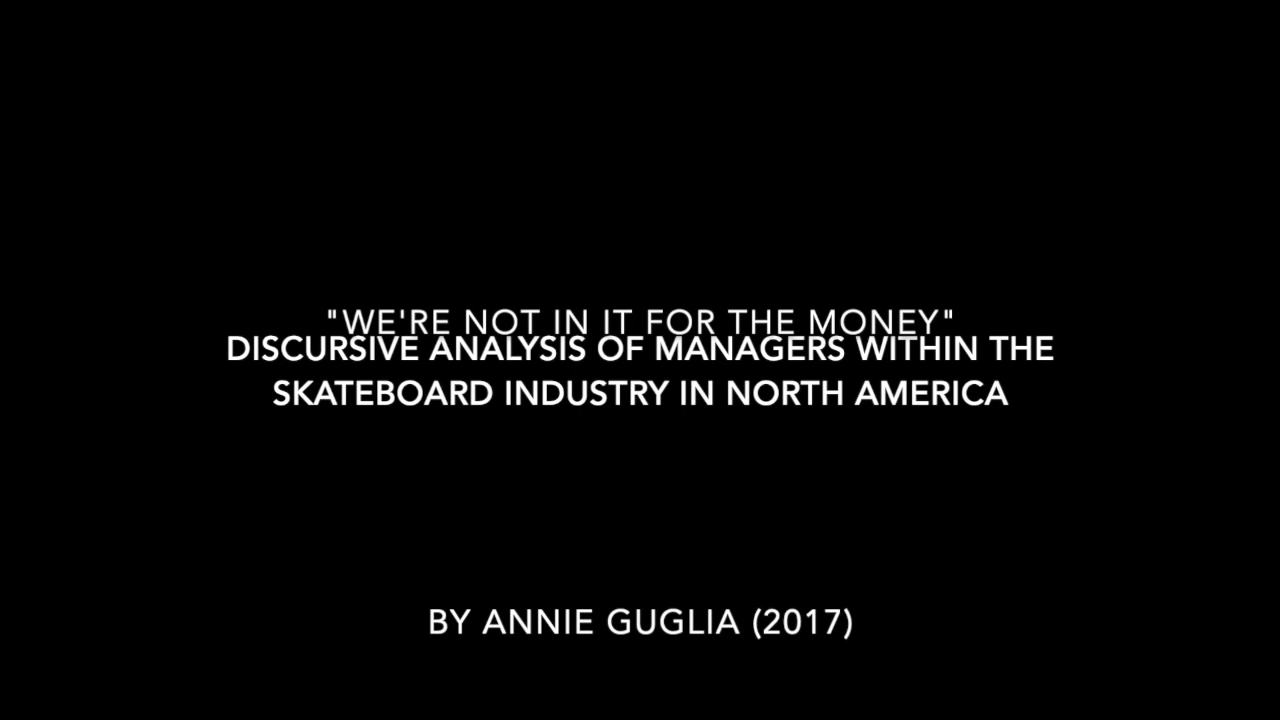 "WE'RE NOT IN IT FOR THE MONEY"
DISCURSIVE ANALYSIS OF MANAGERS WITHIN THE
SKATEBOARD INDUSTRY IN NORTH AMERICA
BY ANNIE GUGLIA (2017)